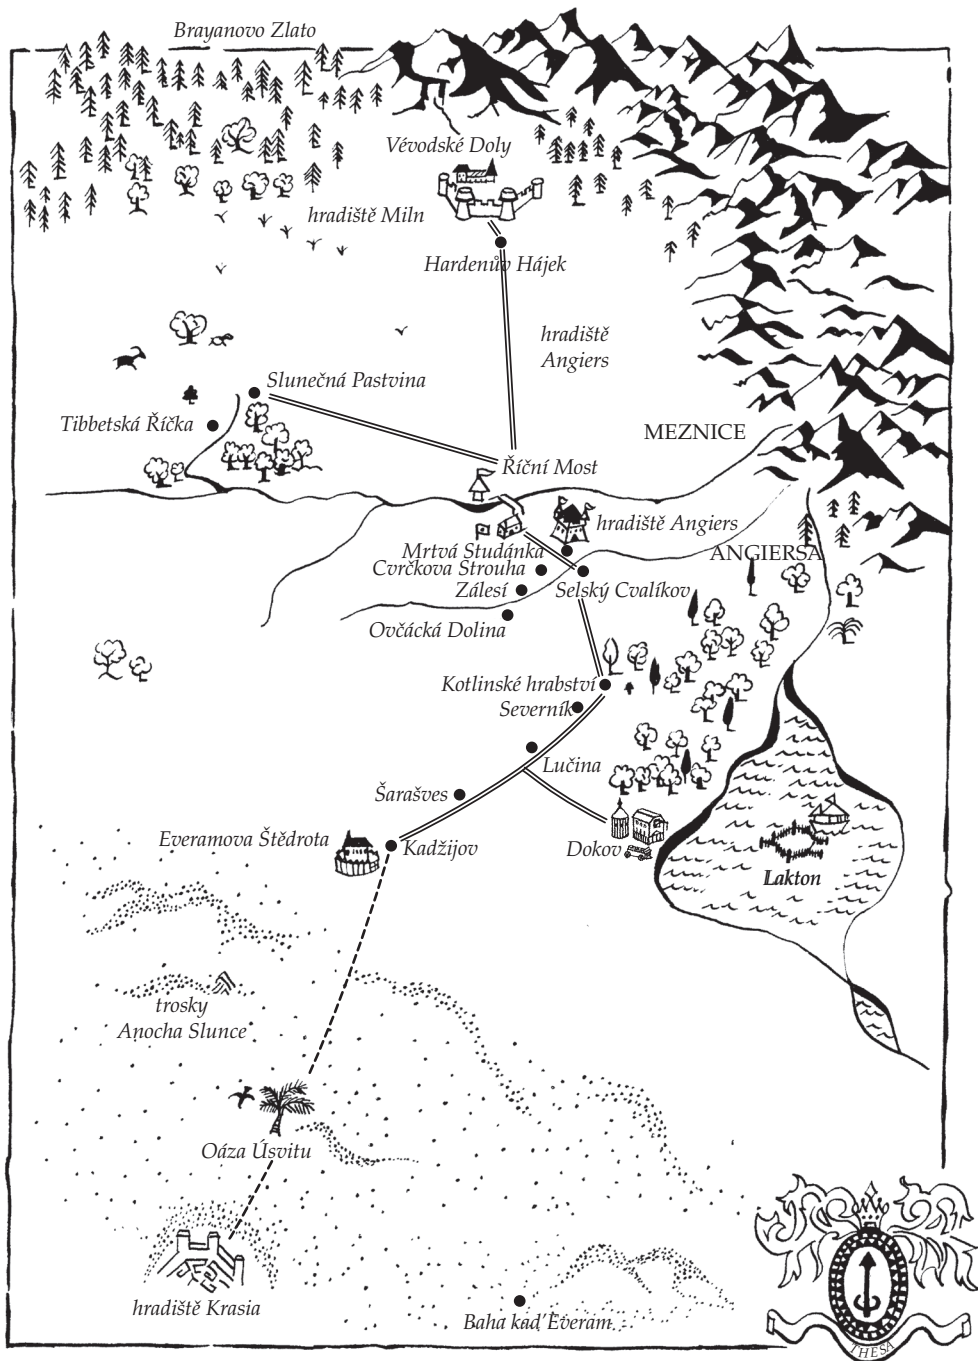 Brayanovo Zlato
Vévodské Doly
hradiště Miln
Hardenův Hájek
hradiště
Angiers
Slunečná Pastvina
Tibbetská Říčka
MEZNICE
Říční Most
hradiště Angiers
Mrtvá Studánka
ANGIERSA
Cvrčkova Strouha
Zálesí
Selský Cvalíkov
Ovčácká Dolina
Kotlinské hrabství
Severník
Lučina
Šarašves
Everamova Štědrota
Kadžijov
Dokov
Lakton
trosky
Anocha Slunce
Oáza Úsvitu
hradiště Krasia
Baha kad'Everam
THESA